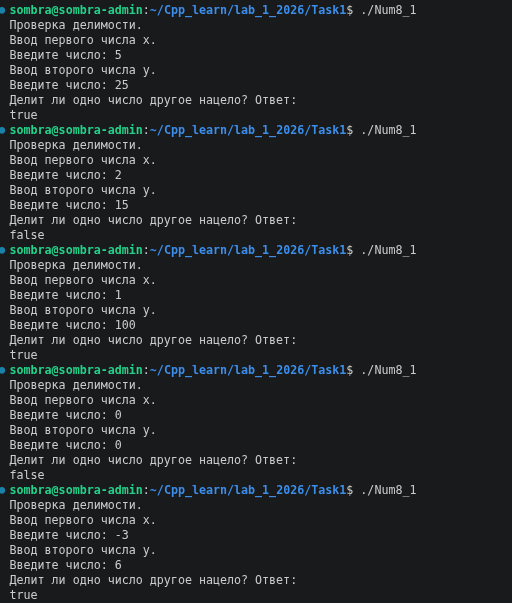 sombra@sombra-admin:~/Cpp_learn/lab_1_2026/Task1$ ./Num8_1
Проверка делимости.
Ввод первого числа x.
Введите число: 5
Ввод второго числа y.
Введите число: 25
Делит ли одно число другое нацело? Ответ:
true
sombra@sombra-admin:~/Cpp_learn/lab_1_2026/Task1$ ./Num8_1
Проверка делимости.
Ввод первого числа x.
Введите число: 2
Ввод второго числа y.
Введите число: 15
Делит ли одно число другое нацело? Ответ:
false
sombra@sombra-admin:~/Cpp_learn/lab_1_2026/Task1$ ./Num8_1
Проверка делимости.
Ввод первого числа x.
Введите число: 1
Ввод второго числа y.
Введите число: 100
Делит ли одно число другое нацело? Ответ:
true
sombra@sombra-admin:~/Cpp_learn/lab_1_2026/Task1$ ./Num8_1
Проверка делимости.
Ввод первого числа x.
Введите число: 0
Ввод второго числа y.
Введите число: 0
Делит ли одно число другое нацело? Ответ:
false
sombra@sombra-admin:~/Cpp_learn/lab_1_2026/Task1$ ./Num8_1
Проверка делимости.
Ввод первого числа x.
Введите число: -3
Ввод второго числа y.
Введите число: 6
Делит ли одно число другое нацело? Ответ:
true